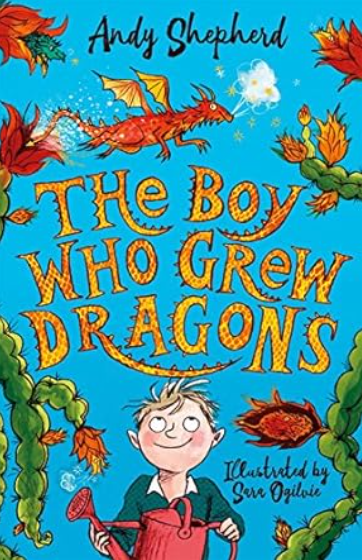 Andy Shepherd
THe BoY
WHO GReW
DRAGONS
Illustrated by
Sara Ogilvie